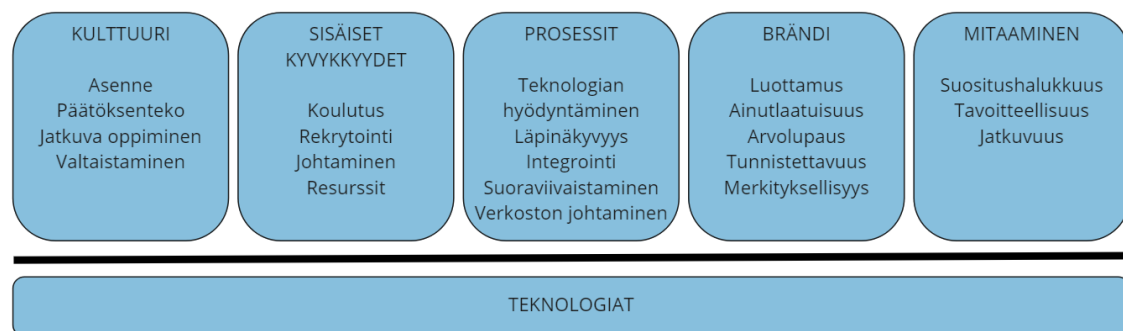 KULTTUURI
Asenne
Päätöksenteko
Jatkuva oppiminen
Valtaistaminen
SISÄISET
KYVYKKYYDET
Koulutus
Rekrytointi
Johtaminen
Resurssit
PROSESSIT
Teknologian
hyödyntäminen
Läpinäkyvyys
Integrointi
Suoraviivaistaminen
Verkoston johtaminen
BRÄNDI
Luottamus
Ainutlaatuisuus
Arvolupaus
Tunnistettavuus
Merkityksellisyys
MITAAMINEN
Suositushalukkuus
Tavoitteellisuus
Jatkuvuus
TEKNOLOGIAT